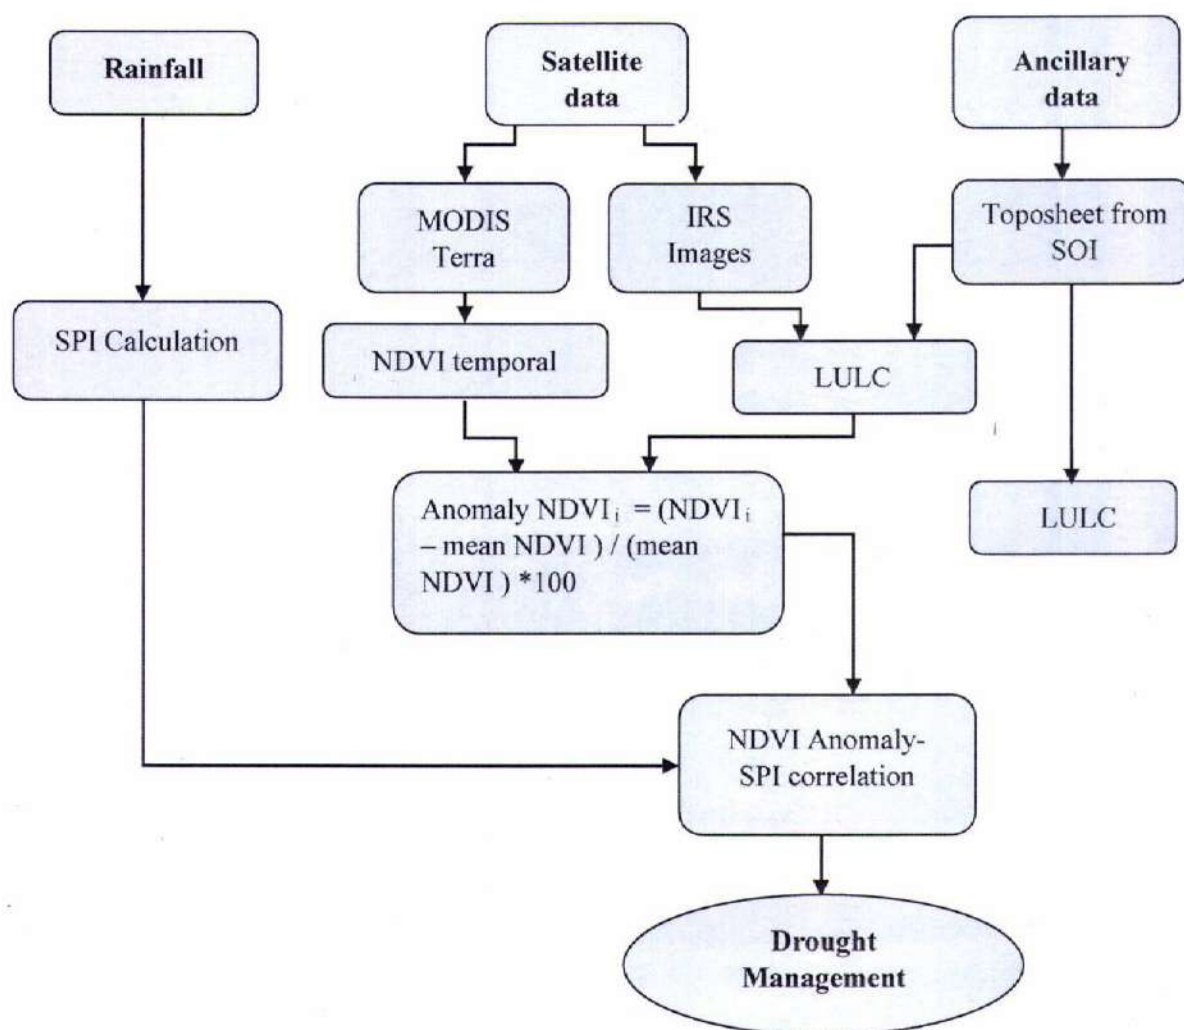 Rainfall
Satellite
data
Ancillary
data
MODIS
Terra
IRS
Images
Toposheet from
SOI
SPI Calculation
NDVI temporal
LULC
Anomaly NDVI i = (NDVI i
– mean NDVI ) / (mean
NDVI ) *100
LULC
NDVI Anomaly-
SPI correlation
Drought
Management